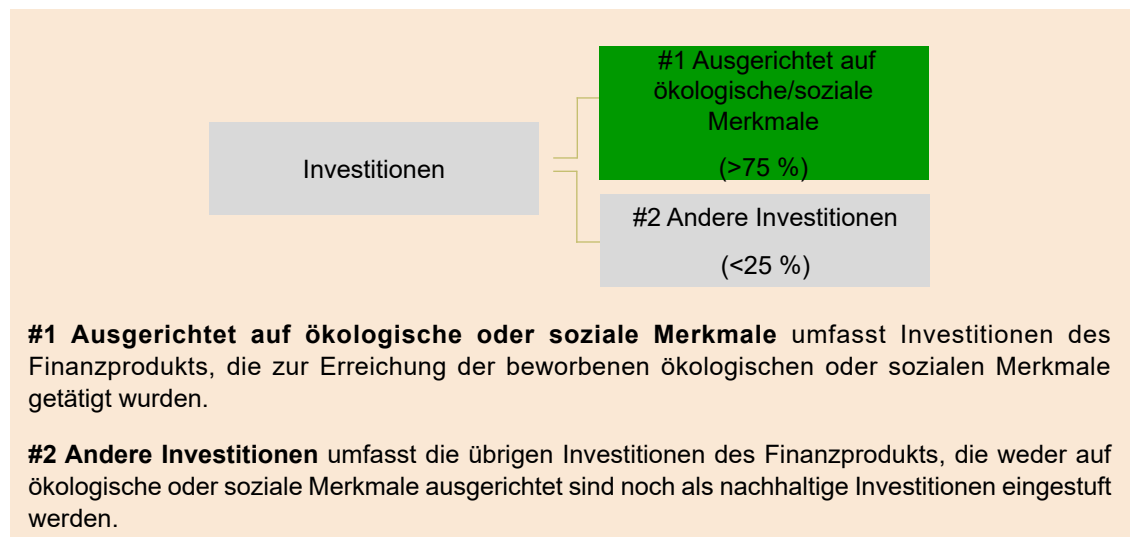 #1 Ausgerichtet auf
ökologische/soziale
Merkmale
(>75 %)
Investitionen
#2 Andere Investitionen
(<25 %)
#1 Ausgerichtet auf ökologische oder soziale Merkmale umfasst Investitionen des
Finanzprodukts, die zur Erreichung der beworbenen ökologischen oder sozialen Merkmale
getätigt wurden.
#2 Andere Investitionen umfasst die übrigen Investitionen des Finanzprodukts, die weder auf
ökologische oder soziale Merkmale ausgerichtet sind noch als nachhaltige Investitionen eingestuft
werden.